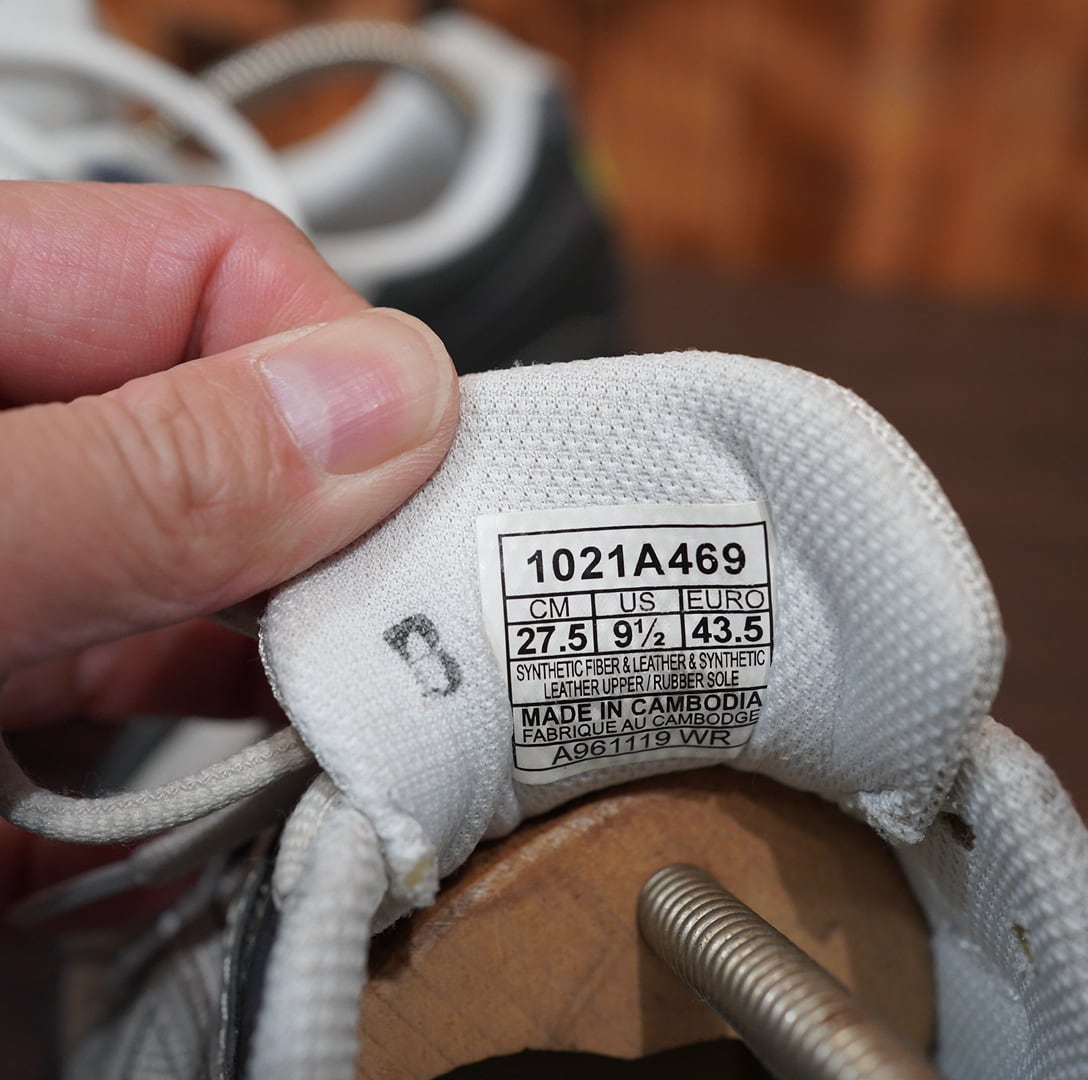 1021A469
CM US EURO
27.5 9½ 43.5
SYNTHETIC FIBER & LEATHER & SYNTHETIC
LEATHER UPPER / RUBBER SOLE
MADE IN CAMBODIA
FABRIQUE AU CAMBODGE
A961119 WR
B